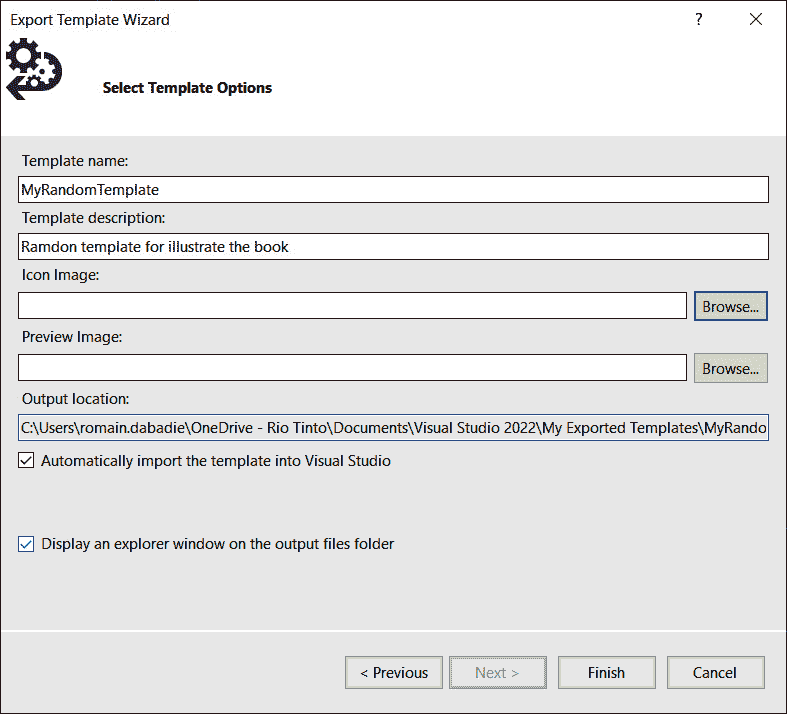 Export Template Wizard
?
Select Template Options
Template name:
MyRandomTemplate
Template description:
Ramdon template for illustrate the book
Icon Image:
Browse...
Preview Image:
Browse...
Output location:
C:\Users\romain.dabadie\OneDrive - Rio Tinto\Documents\Visual Studio 2022\My Exported Templates\MyRando
Automatically import the template into Visual Studio
Display an explorer window on the output files folder
< Previous Next > Finish Cancel